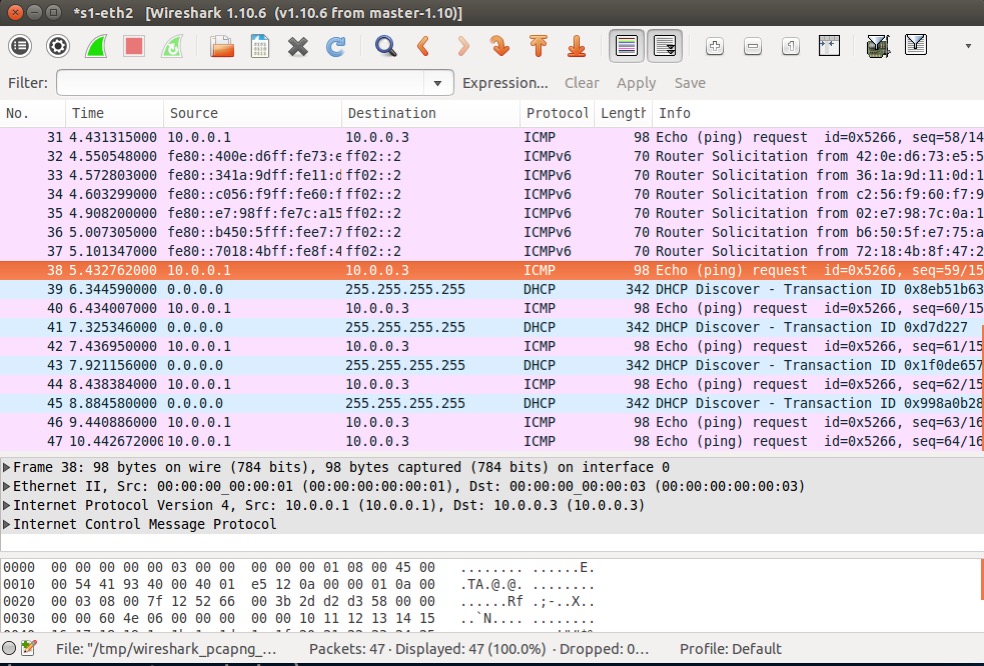 *s1-eth2 [Wireshark 1.10.6 (v1.10.6 from master-1.10)]
Filter: Expression... Clear Apply Save
No. Time Source Destination Protocol Length Info
31 4.431315000 10.0.0.1 10.0.0.3 ICMP 98 Echo (ping) request id=0x5266, seq=58/14
32 4.550548000 fe80::400e:d6ff:fe73:e ff02::2 ICMPv6 70 Router Solicitation from 42:0e:d6:73:e5:5
33 4.572803000 fe80::341a:9dff:fe11:d ff02::2 ICMPv6 70 Router Solicitation from 36:1a:9d:11:0d:1
34 4.603299000 fe80::c056:f9ff:fe60:f ff02::2 ICMPv6 70 Router Solicitation from c2:56:f9:60:f7:9
35 4.908200000 fe80::e7:98ff:fe7c:a15 ff02::2 ICMPv6 70 Router Solicitation from 02:e7:98:7c:0a:1
36 5.007305000 fe80::b450:5fff:fee7:7 ff02::2 ICMPv6 70 Router Solicitation from b6:50:5f:e7:75:a
37 5.101347000 fe80::7018:4bff:fe8f:4 ff02::2 ICMPv6 70 Router Solicitation from 72:18:4b:8f:47:2
38 5.432762000 10.0.0.1 10.0.0.3 ICMP 98 Echo (ping) request id=0x5266, seq=59/15
39 6.344590000 0.0.0.0 255.255.255.255 DHCP 342 DHCP Discover - Transaction ID 0x8eb51b63
40 6.434007000 10.0.0.1 10.0.0.3 ICMP 98 Echo (ping) request id=0x5266, seq=60/15
41 7.325346000 0.0.0.0 255.255.255.255 DHCP 342 DHCP Discover - Transaction ID 0xd7d227
42 7.436950000 10.0.0.1 10.0.0.3 ICMP 98 Echo (ping) request id=0x5266, seq=61/15
43 7.921156000 0.0.0.0 255.255.255.255 DHCP 342 DHCP Discover - Transaction ID 0x1f0de657
44 8.438384000 10.0.0.1 10.0.0.3 ICMP 98 Echo (ping) request id=0x5266, seq=62/15
45 8.884580000 0.0.0.0 255.255.255.255 DHCP 342 DHCP Discover - Transaction ID 0x998a0b28
46 9.440886000 10.0.0.1 10.0.0.3 ICMP 98 Echo (ping) request id=0x5266, seq=63/16
47 10.442672000 10.0.0.1 10.0.0.3 ICMP 98 Echo (ping) request id=0x5266, seq=64/16
Frame 38: 98 bytes on wire (784 bits), 98 bytes captured (784 bits) on interface 0
Ethernet II, Src: 00:00:00_00:00:01 (00:00:00:00:00:01), Dst: 00:00:00_00:00:03 (00:00:00:00:00:03)
Internet Protocol Version 4, Src: 10.0.0.1 (10.0.0.1), Dst: 10.0.0.3 (10.0.0.3)
Internet Control Message Protocol
0000 00 00 00 00 00 03 00 00 00 00 00 01 08 00 45 00 ........ ......E.
0010 00 54 41 93 40 00 40 01 e5 12 0a 00 00 01 0a 00 .TA.@.@. ........
0020 00 03 08 00 7f 12 52 66 00 3b 2d d2 d3 58 00 00 ......Rf .;-..X..
0030 00 00 60 4e 06 00 00 00 00 00 10 11 12 13 14 15 ..`N.... ........
File: "/tmp/wireshark_pcapng_... Packets: 47 · Displayed: 47 (100.0%) · Dropped: 0... Profile: Default